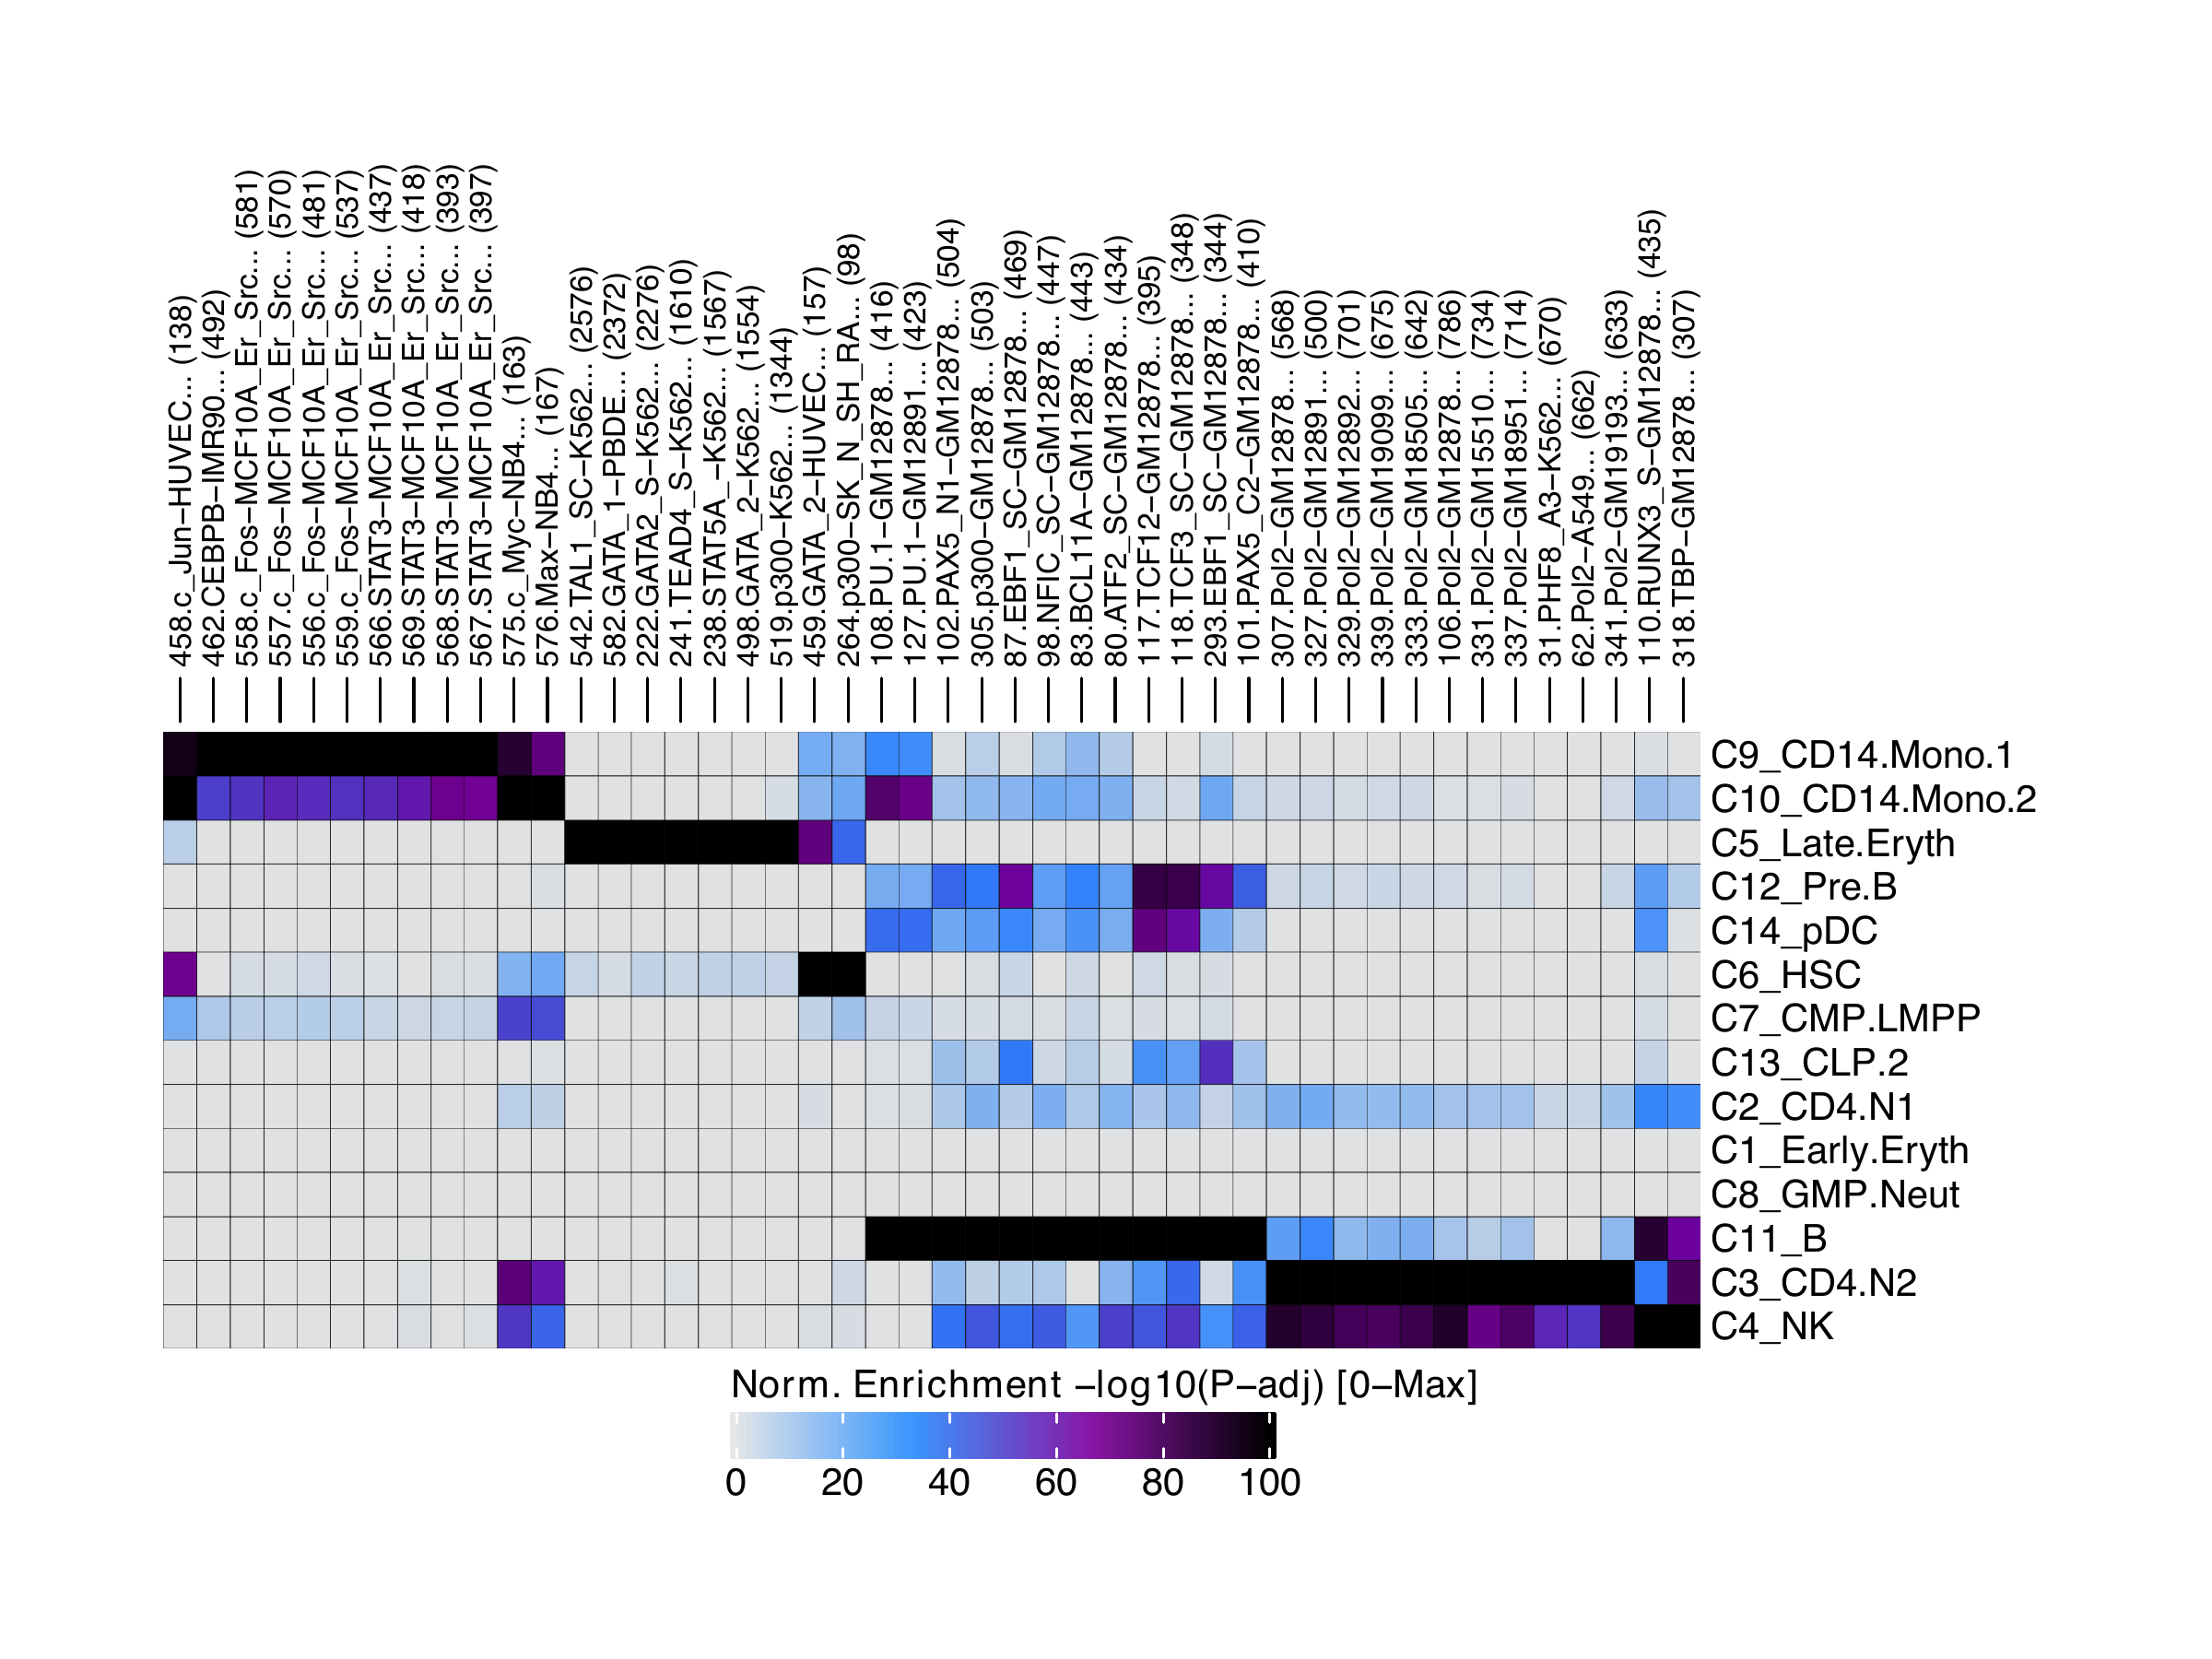 458.c_Jun−HUVEC... (138)
462.CEBPB−IMR90... (492)
558.c_Fos−MCF10A_Er_Src... (581)
557.c_Fos−MCF10A_Er_Src... (570)
556.c_Fos−MCF10A_Er_Src... (481)
559.c_Fos−MCF10A_Er_Src... (537)
566.STAT3−MCF10A_Er_Src... (437)
569.STAT3−MCF10A_Er_Src... (418)
568.STAT3−MCF10A_Er_Src... (393)
567.STAT3−MCF10A_Er_Src... (397)
575.c_Myc−NB4... (163)
576.Max−NB4... (167)
542.TAL1_SC−K562... (2576)
582.GATA_1−PBDE... (2372)
222.GATA2_S−K562... (2276)
241.TEAD4_S−K562... (1610)
238.STAT5A_−K562... (1567)
498.GATA_2−K562... (1554)
519.p300−K562... (1344)
459.GATA_2−HUVEC... (157)
264.p300−SK_N_SH_RA... (98)
108.PU.1−GM12878... (416)
127.PU.1−GM12891... (423)
102.PAX5_N1−GM12878... (504)
305.p300−GM12878... (503)
87.EBF1_SC−GM12878... (469)
98.NFIC_SC−GM12878... (447)
83.BCL11A−GM12878... (443)
80.ATF2_SC−GM12878... (434)
117.TCF12−GM12878... (395)
118.TCF3_SC−GM12878... (348)
293.EBF1_SC−GM12878... (344)
101.PAX5_C2−GM12878... (410)
307.Pol2−GM12878... (568)
327.Pol2−GM12891... (500)
329.Pol2−GM12892... (701)
339.Pol2−GM19099... (675)
333.Pol2−GM18505... (642)
106.Pol2−GM12878... (786)
331.Pol2−GM15510... (734)
337.Pol2−GM18951... (714)
31.PHF8_A3−K562... (670)
62.Pol2−A549... (662)
341.Pol2−GM19193... (633)
110.RUNX3_S−GM12878... (435)
318.TBP−GM12878... (307)
C9_CD14.Mono.1
C10_CD14.Mono.2
C5_Late.Eryth
C12_Pre.B
C14_pDC
C6_HSC
C7_CMP.LMPP
C13_CLP.2
C2_CD4.N1
C1_Early.Eryth
C8_GMP.Neut
C11_B
C3_CD4.N2
C4_NK
Norm. Enrichment −log10(P−adj) [0−Max]
0 20 40 60 80 100